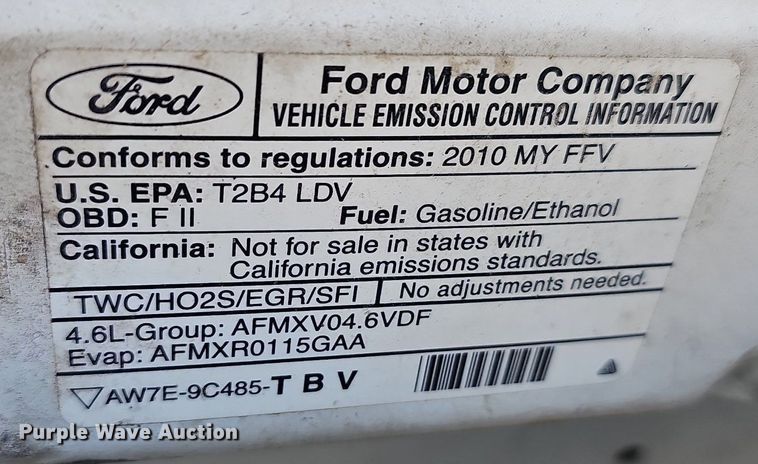 Ford
Ford Motor Company
VEHICLE EMISSION CONTROL INFORMATION
Conforms to regulations: 2010 MY FFV
U.S. EPA: T2B4 LDV
OBD: F II Fuel: Gasoline/Ethanol
California: Not for sale in states with
California emissions standards.
TWC/HO2S/EGR/SFI No adjustments needed.
4.6L-Group: AFMXV04.6VDF
Evap: AFMXR0115GAA
AW7E-9C485-T B V
Purple Wave Auction